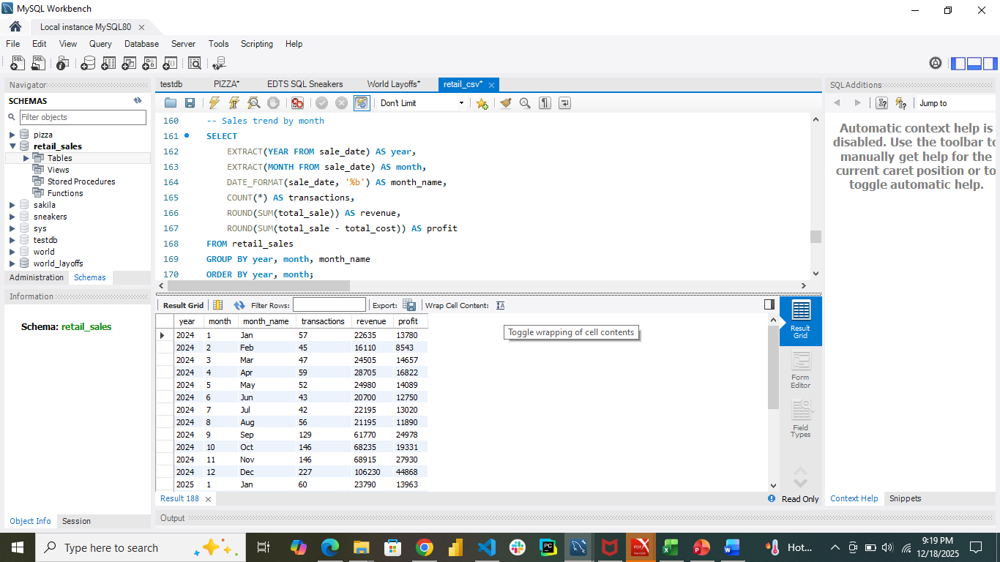 MySQL Workbench
Local instance MySQL80
File Edit View Query Database Server Tools Scripting Help
Navigator
SCHEMAS
Filter objects
pizza
retail_sales
Tables
Views
Stored Procedures
Functions
sakila
sneakers
sys
testdb
world
world_layoffs
Administration Schemas
Information
Schema: retail_sales
Object Info Session
testdb PIZZA* EDTS SQL Sneakers World Layoffs* retail_csv*
Don't Limit
160 -- Sales trend by month
161 SELECT
162 EXTRACT(YEAR FROM sale_date) AS year,
163 EXTRACT(MONTH FROM sale_date) AS month,
164 DATE_FORMAT(sale_date, '%b') AS month_name,
165 COUNT(*) AS transactions,
166 ROUND(SUM(total_sale)) AS revenue,
167 ROUND(SUM(total_sale - total_cost)) AS profit
168 FROM retail_sales
169 GROUP BY year, month, month_name
170 ORDER BY year, month;
Result Grid Filter Rows: Export: Wrap Cell Content:
Toggle wrapping of cell contents
year month month_name transactions revenue profit
2024 1 Jan 57 22635 13780
2024 2 Feb 45 16110 8543
2024 3 Mar 47 24505 14657
2024 4 Apr 59 28705 16822
2024 5 May 52 24980 14089
2024 6 Jun 43 20700 12750
2024 7 Jul 42 22195 13020
2024 8 Aug 56 21195 11890
2024 9 Sep 129 61770 24978
2024 10 Oct 146 68235 19331
2024 11 Nov 146 68915 27930
2024 12 Dec 227 106230 44868
2025 1 Jan 60 23790 13963
Result Grid
Form Editor
Field Types
Result 188
Read Only
Output
SQLAdditions
Jump to
Automatic context help is
disabled. Use the toolbar to
manually get help for the
current caret position or to
toggle automatic help.
Context Help Snippets
Type here to search
Hot...
9:19 PM
12/18/2025